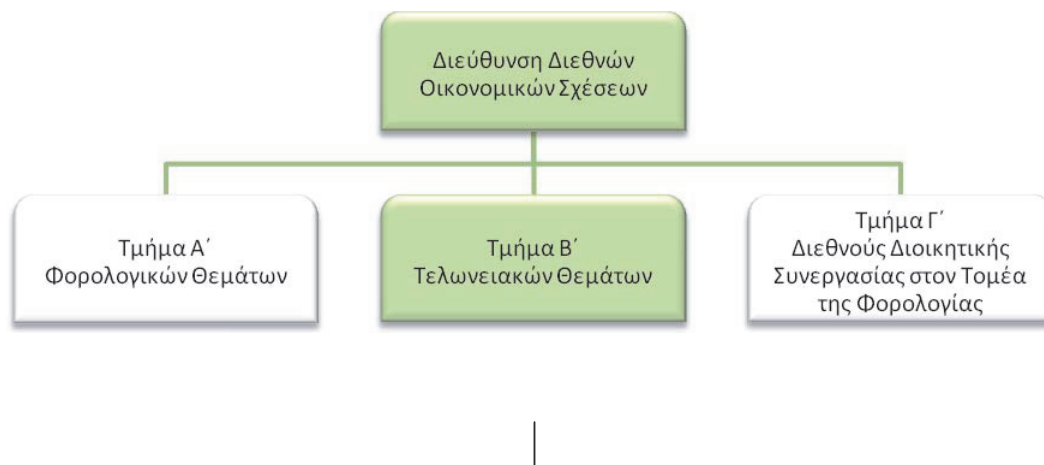 Διεύθυνση Διεθνών
Οικονομικών Σχέσεων
Τμήμα Α΄
Φορολογικών Θεμάτων
Τμήμα Β΄
Τελωνειακών Θεμάτων
Τμήμα Γ΄
Διεθνούς Διοικητικής
Συνεργασίας στον Τομέα
της Φορολογίας